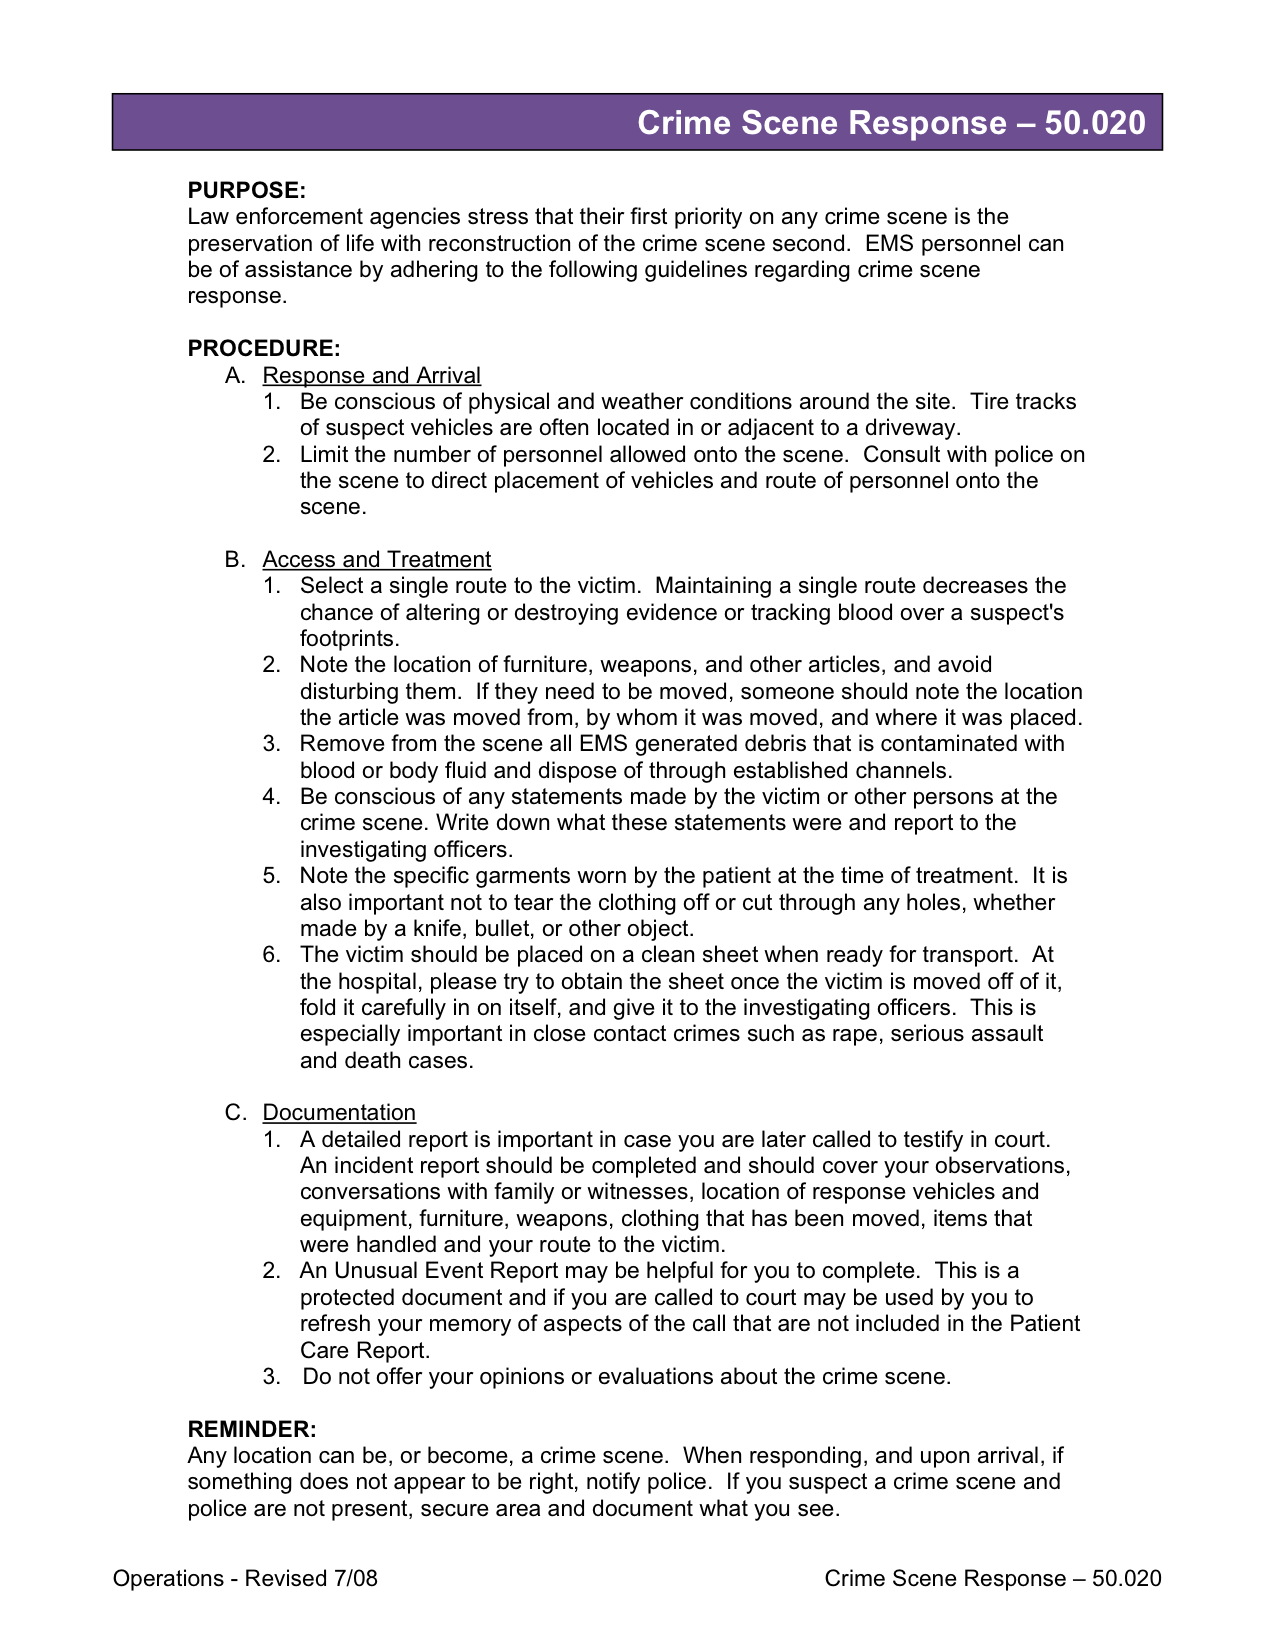 Crime Scene Response – 50.020
PURPOSE:
Law enforcement agencies stress that their first priority on any crime scene is the
preservation of life with reconstruction of the crime scene second.  EMS personnel can
be of assistance by adhering to the following guidelines regarding crime scene
response.
PROCEDURE:
A. Response and Arrival
1. Be conscious of physical and weather conditions around the site.  Tire tracks
of suspect vehicles are often located in or adjacent to a driveway.
2. Limit the number of personnel allowed onto the scene.  Consult with police on
the scene to direct placement of vehicles and route of personnel onto the
scene.
B. Access and Treatment
1. Select a single route to the victim.  Maintaining a single route decreases the
chance of altering or destroying evidence or tracking blood over a suspect's
footprints.
2. Note the location of furniture, weapons, and other articles, and avoid
disturbing them.  If they need to be moved, someone should note the location
the article was moved from, by whom it was moved, and where it was placed.
3. Remove from the scene all EMS generated debris that is contaminated with
blood or body fluid and dispose of through established channels.
4. Be conscious of any statements made by the victim or other persons at the
crime scene. Write down what these statements were and report to the
investigating officers.
5. Note the specific garments worn by the patient at the time of treatment.  It is
also important not to tear the clothing off or cut through any holes, whether
made by a knife, bullet, or other object.
6. The victim should be placed on a clean sheet when ready for transport.  At
the hospital, please try to obtain the sheet once the victim is moved off of it,
fold it carefully in on itself, and give it to the investigating officers.  This is
especially important in close contact crimes such as rape, serious assault
and death cases.
C. Documentation
1. A detailed report is important in case you are later called to testify in court.
An incident report should be completed and should cover your observations,
conversations with family or witnesses, location of response vehicles and
equipment, furniture, weapons, clothing that has been moved, items that
were handled and your route to the victim.
2. An Unusual Event Report may be helpful for you to complete.  This is a
protected document and if you are called to court may be used by you to
refresh your memory of aspects of the call that are not included in the Patient
Care Report.
3. Do not offer your opinions or evaluations about the crime scene.
REMINDER:
Any location can be, or become, a crime scene.  When responding, and upon arrival, if
something does not appear to be right, notify police.  If you suspect a crime scene and
police are not present, secure area and document what you see.
Operations - Revised 7/08 Crime Scene Response – 50.020